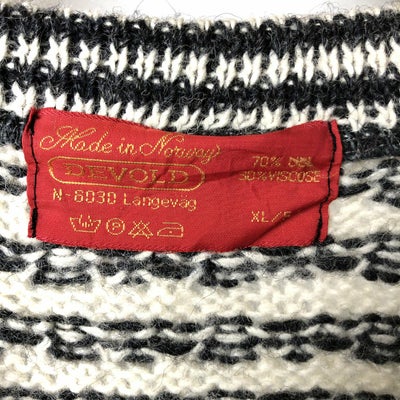 Made in Norway
DEVOLD
N-6030 Langevåg
70%
30%VISCOSE
XL/E